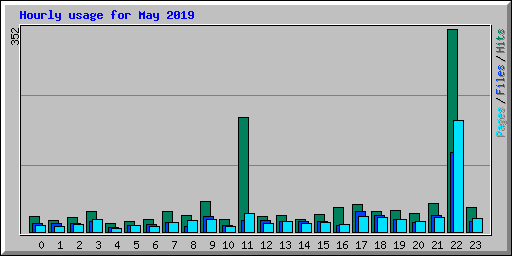 Hourly usage for May 2019
352
Pages/Files/Hits
0 1 2 3 4 5 6 7 8 9 10 11 12 13 14 15 16 17 18 19 20 21 22 23